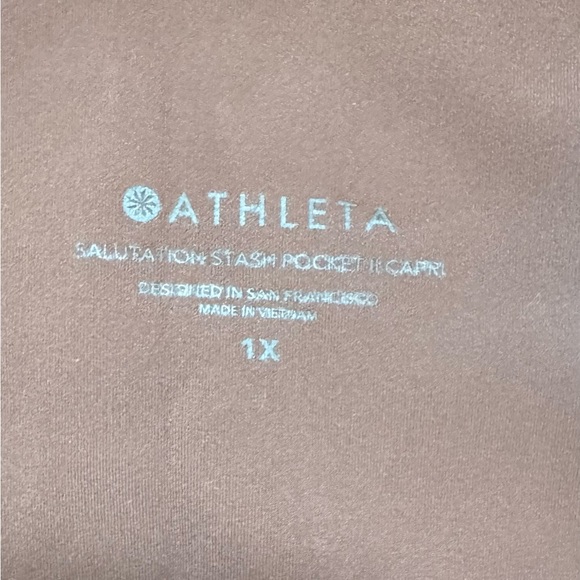 ATHLETA
SALUTATION STASH POCKET II CAPRI
DESIGNED IN SAN FRANCISCO
MADE IN VIETNAM
1X